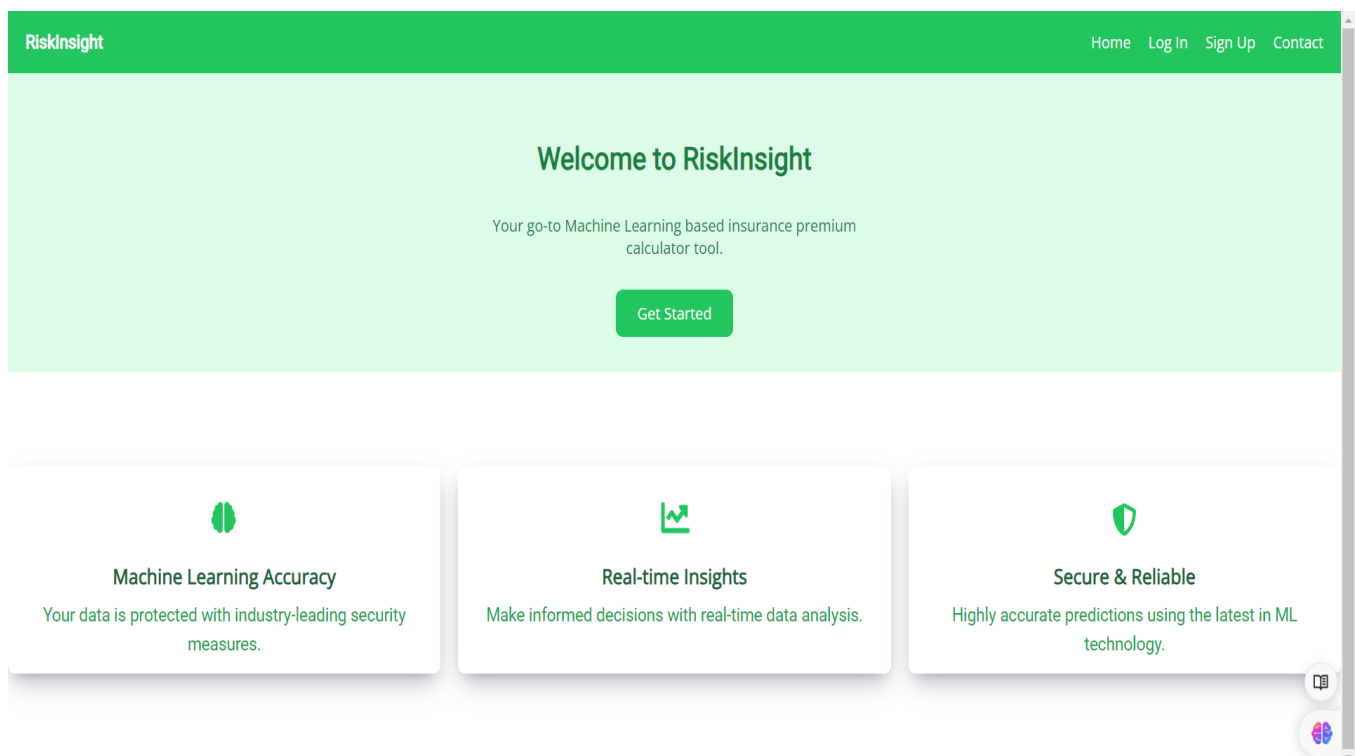 RiskInsight
Home Log In Sign Up Contact
Welcome to RiskInsight
Your go-to Machine Learning based insurance premium
calculator tool.
Get Started
Machine Learning Accuracy
Your data is protected with industry-leading security
measures.
Real-time Insights
Make informed decisions with real-time data analysis.
Secure & Reliable
Highly accurate predictions using the latest in ML
technology.